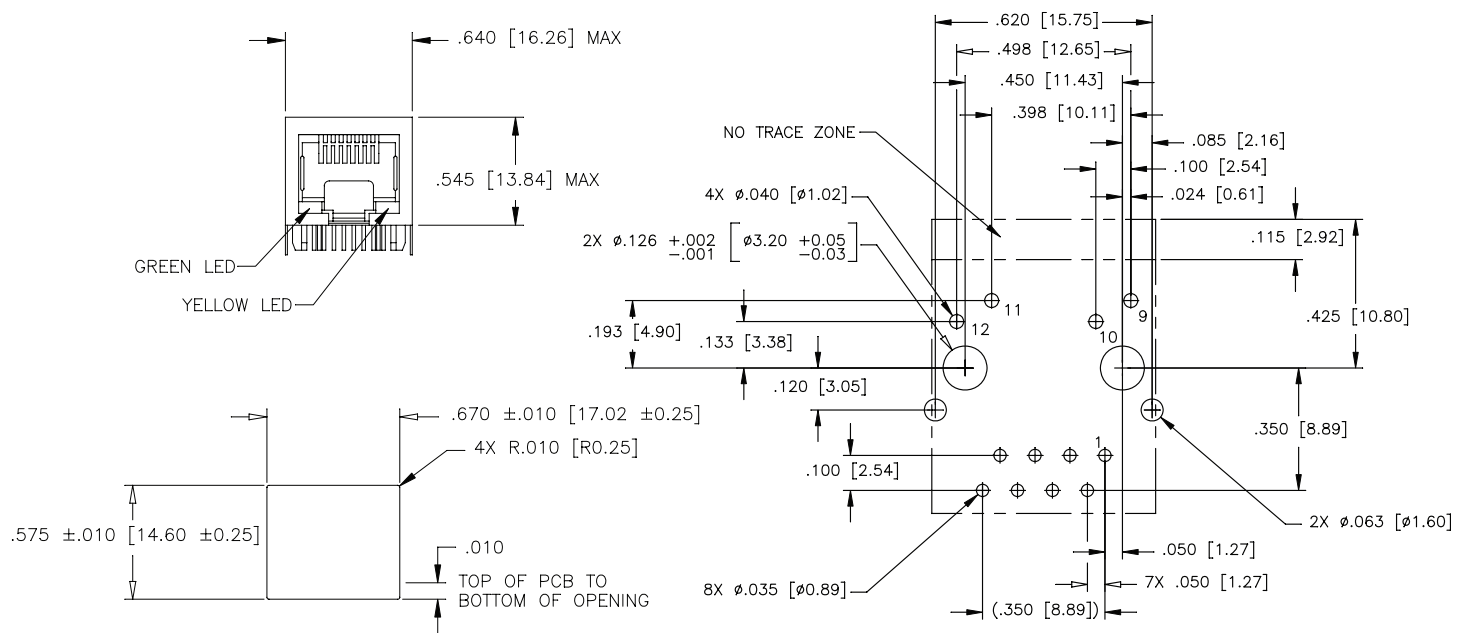 .640 [16.26] MAX
.545 [13.84] MAX
GREEN LED
YELLOW LED
.670 ±.010 [17.02 ±0.25]
4X R.010 [R0.25]
.575 ±.010 [14.60 ±0.25]
.010
TOP OF PCB TO
BOTTOM OF OPENING
.620 [15.75]
.498 [12.65]
.450 [11.43]
.398 [10.11]
NO TRACE ZONE
.085 [2.16]
.100 [2.54]
.024 [0.61]
4X ø.040 [ø1.02]
2X ø.126 +.002 -.001 [ø3.20 +0.05 -0.03]
.115 [2.92]
.425 [10.80]
11
9
12
10
.193 [4.90]
.133 [3.38]
.120 [3.05]
.350 [8.89]
1
.100 [2.54]
2X ø.063 [ø1.60]
.050 [1.27]
8X ø.035 [ø0.89]
7X .050 [1.27]
(.350 [8.89])